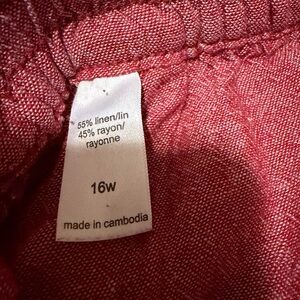 55% linen/lin
45% rayon/
rayonne
16w
made in cambodia